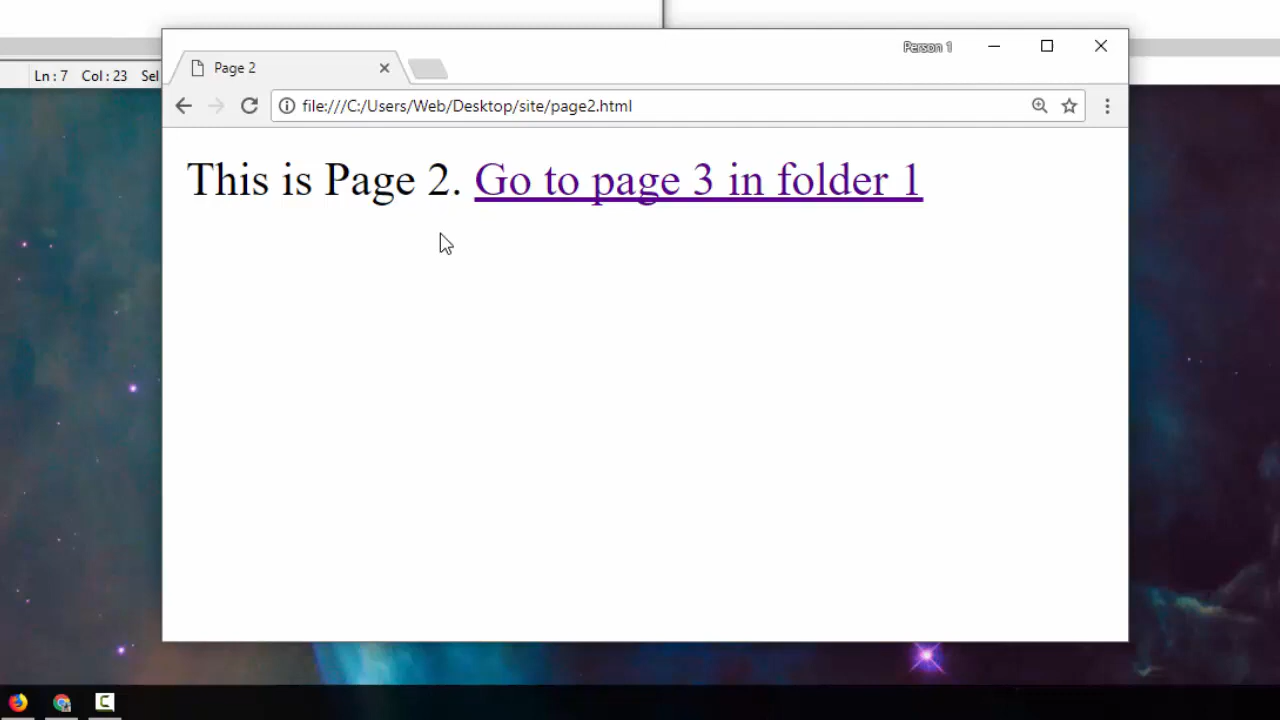 Person 1
Ln : 7 Col : 23 Sel
Page 2
file:///C:/Users/Web/Desktop/site/page2.html
This is Page 2. Go to page 3 in folder 1